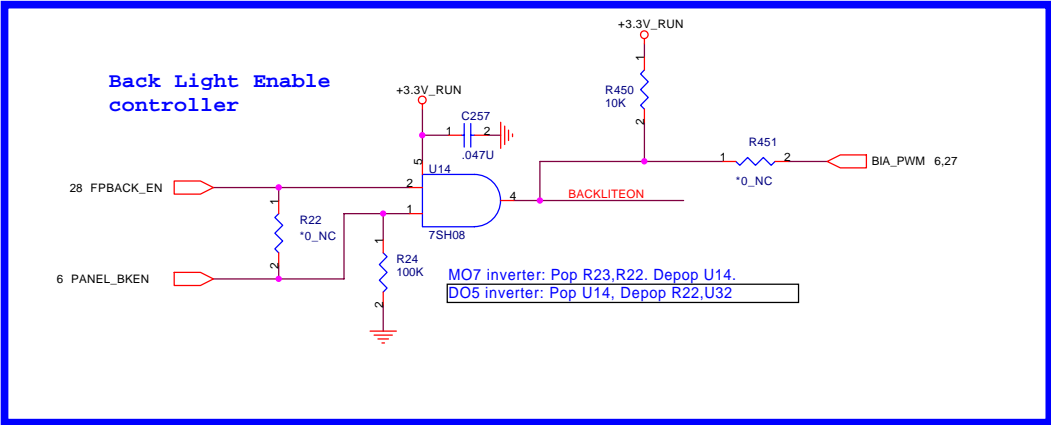 +3.3V_RUN
Back Light Enable
controller
+3.3V_RUN
1
R450
10K
2
C257
1
2
.047U
R451
1
2
*0_NC
BIA_PWM 6,27
5
U14
28 FPBACK_EN
2
4
BACKLITEON
1
1
R22
*0_NC
2
7SH08
1
R24
100K
2
6 PANEL_BKEN
MO7 inverter: Pop R23,R22. Depop U14.
DO5 inverter: Pop U14, Depop R22,U32